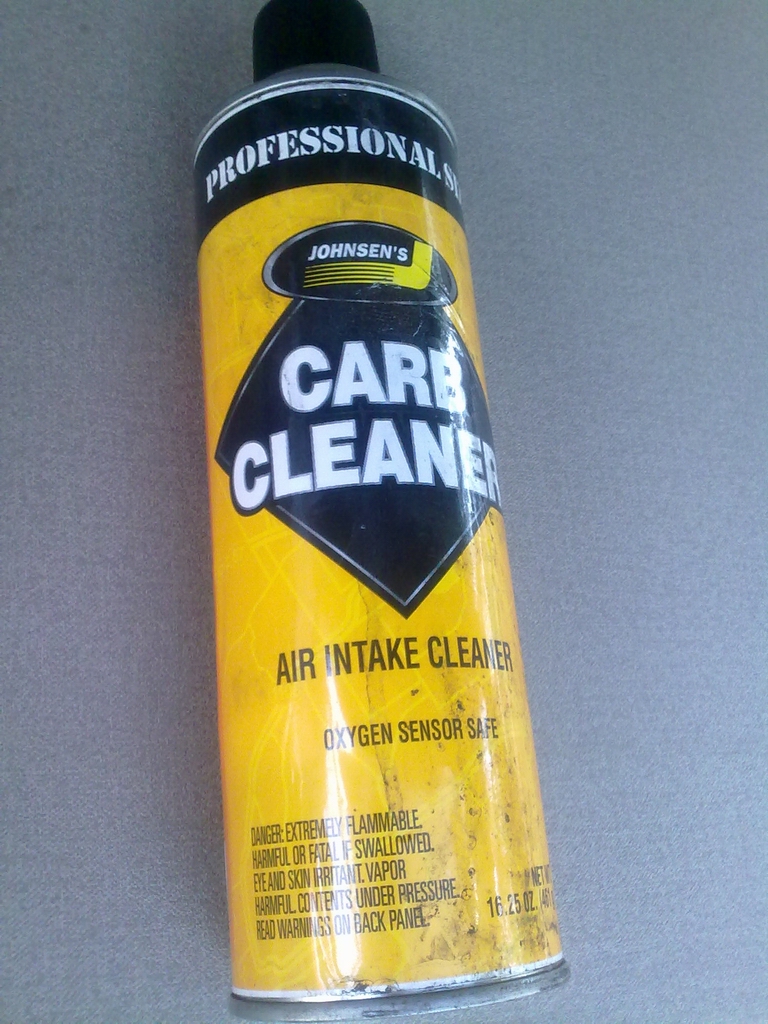 PROFESSIONAL
JOHNSEN'S
CARB
CLEANER
AIR INTAKE CLEANER
OXYGEN SENSOR SAFE
DANGER: EXTREMELY FLAMMABLE.
HARMFUL OR FATAL IF SWALLOWED.
EYE AND SKIN IRRITANT. VAPOR
HARMFUL. CONTENTS UNDER PRESSURE.
READ WARNINGS ON BACK PANEL.
NET
16.25 OZ.